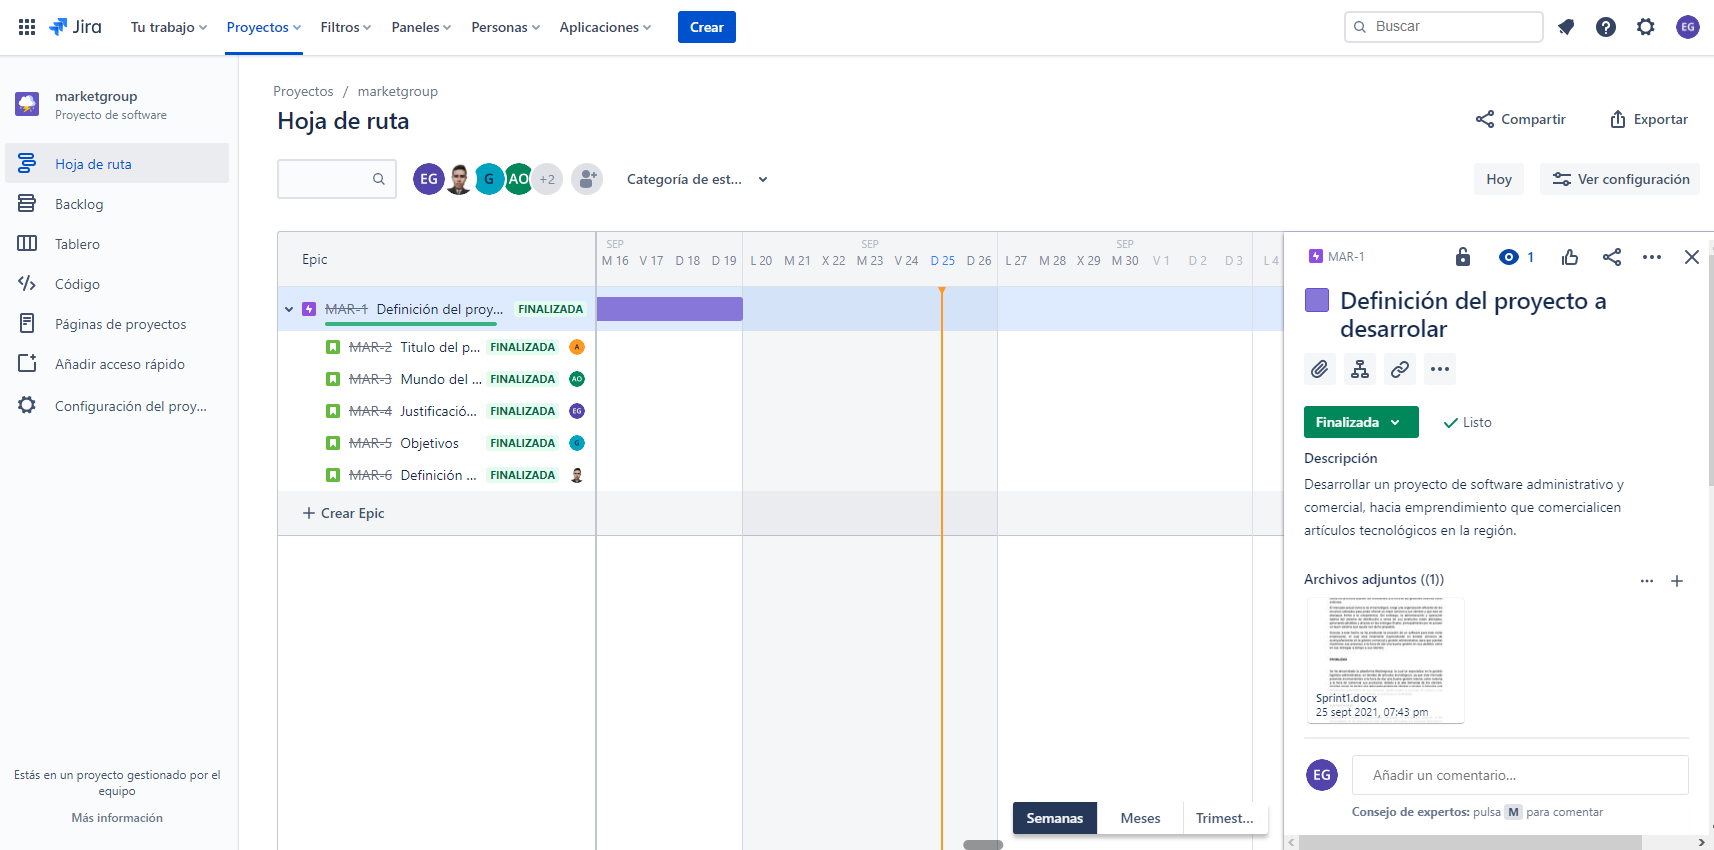 Jira
Tu trabajo
Proyectos
Filtros
Paneles
Personas
Aplicaciones
Crear
Buscar
EG
marketgroup
Proyecto de software
Hoja de ruta
Backlog
Tablero
Código
Páginas de proyectos
Añadir acceso rápido
Configuración del proy...
Estás en un proyecto gestionado por el
equipo
Más información
Proyectos / marketgroup
Hoja de ruta
Compartir
Exportar
EG
G
AO
+2
Categoría de est...
Hoy
Ver configuración
Epic
SEP SEP SEP
M 16 V 17 D 18 D 19 L 20 M 21 X 22 M 23 V 24 D 25 D 26 L 27 M 28 X 29 M 30 V 1 D 2 D 3 L 4
MAR-1 Definición del proy... FINALIZADA
MAR-2 Titulo del p... FINALIZADA A
MAR-3 Mundo del ... FINALIZADA AO
MAR-4 Justificació... FINALIZADA EG
MAR-5 Objetivos FINALIZADA G
MAR-6 Definición ... FINALIZADA
+ Crear Epic
Semanas
Meses
Trimest...
MAR-1
1
Definición del proyecto a
desarrolar
Finalizada
Listo
Descripción
Desarrollar un proyecto de software administrativo y
comercial, hacia emprendimiento que comercialicen
artículos tecnológicos en la región.
Archivos adjuntos ((1))
Sprint1.docx
25 sept 2021, 07:43 pm
EG
Añadir un comentario...
Consejo de expertos: pulsa M para comentar